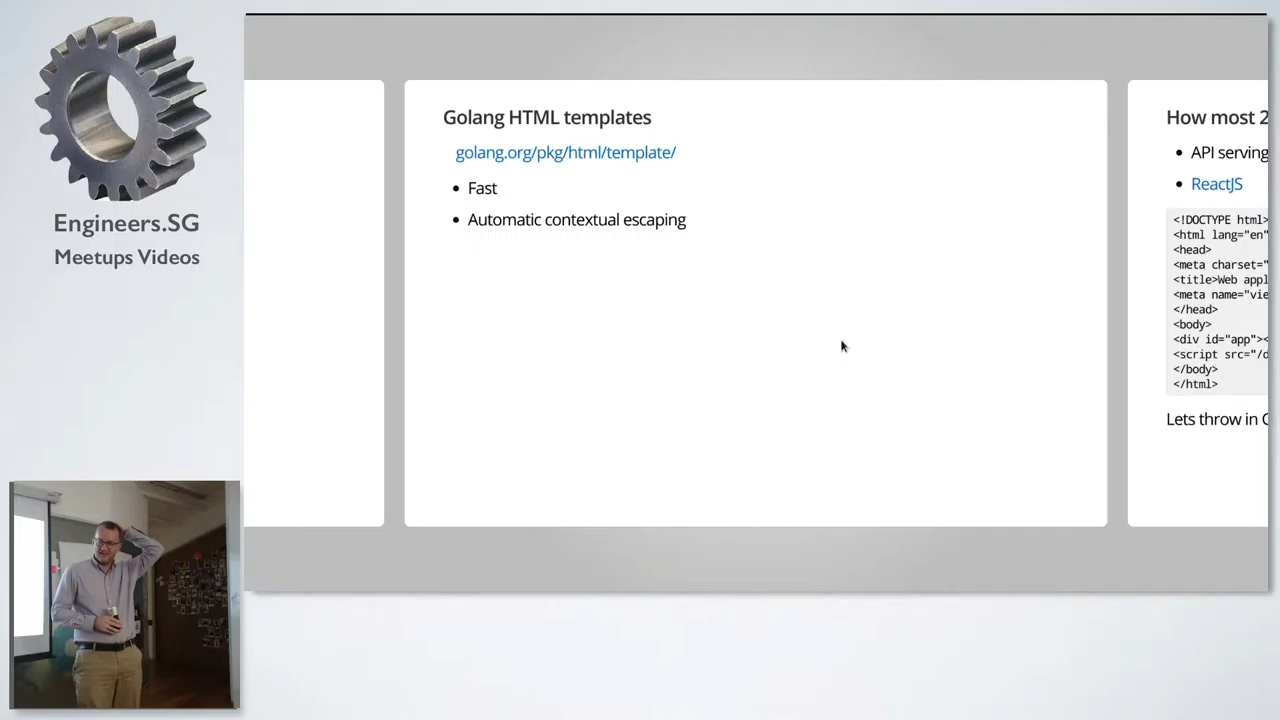 Engineers.SG
Meetups Videos
Golang HTML templates
golang.org/pkg/html/template/
• Fast
• Automatic contextual escaping
How most 2
• API serving
• ReactJS
<!DOCTYPE html>
<html lang="en"
<head>
<meta charset="
<title>Web appl
<meta name="vie
</head>
<body>
<div id="app"><
<script src="/d
</body>
</html>
Lets throw in